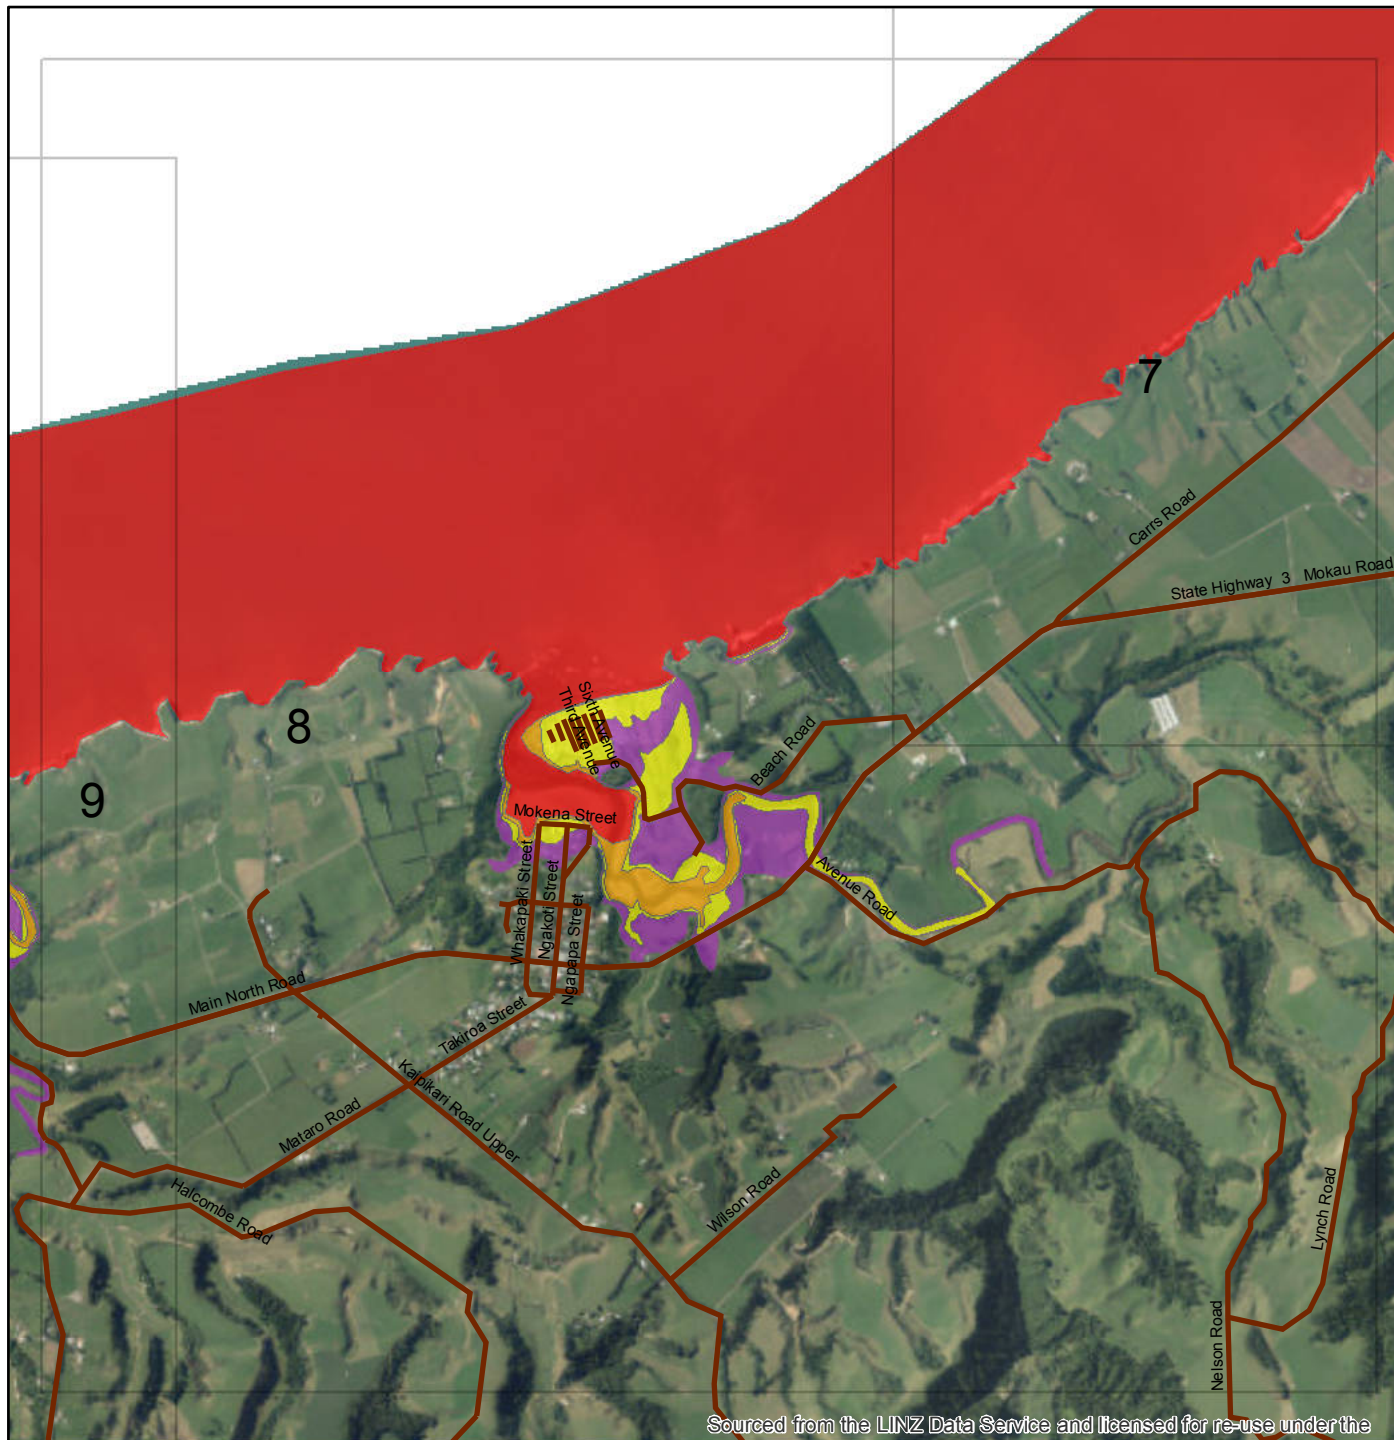 7
Carrs Road
State Highway 3 Mokau Road
Sixth Avenue
Third Avenue
8
Beach Road
9
Mokena Street
Whakapaki Street
Ngakoti Street
Ngapapa Street
Avenue Road
Main North Road
Takiroa Street
Kaipikari Road Upper
Mataro Road
Halcombe Road
Wilson Road
Lynch Road
Nelson Road
Sourced from the LINZ Data Service and licensed for re-use under the